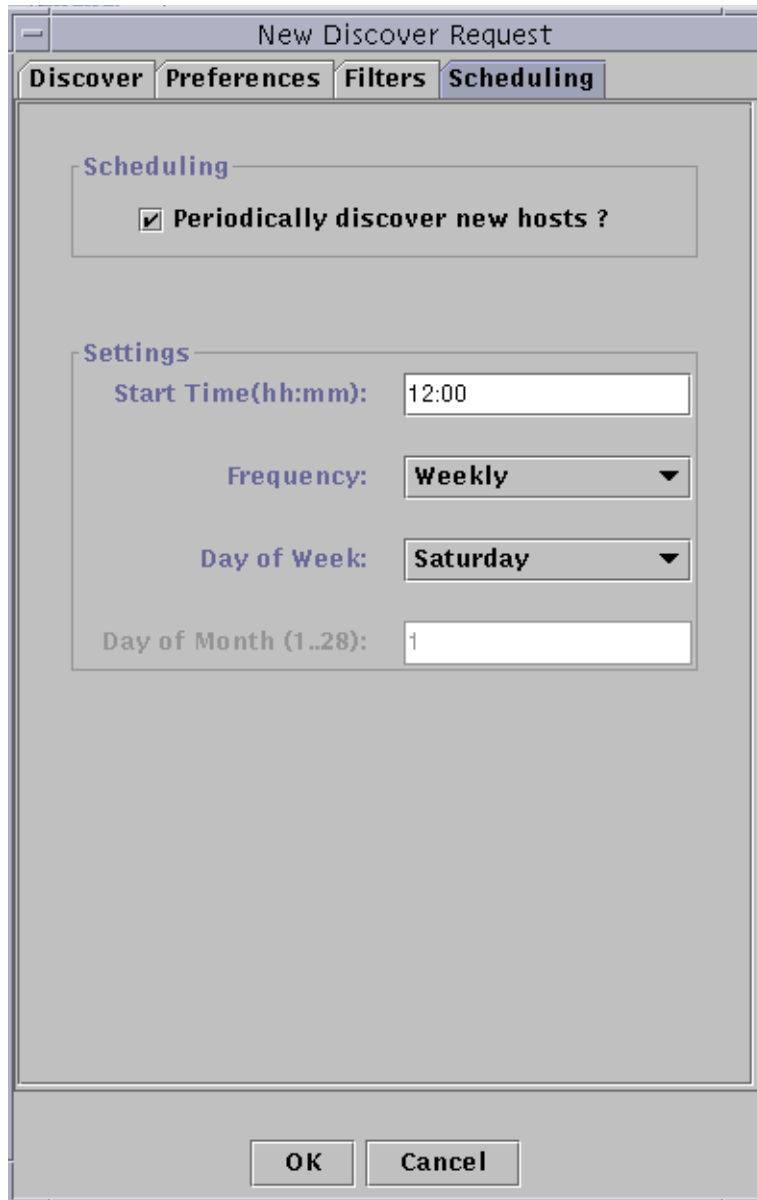 New Discover Request
Discover Preferences Filters Scheduling
Scheduling
Periodically discover new hosts ?
Settings
Start Time(hh:mm): 12:00
Frequency: Weekly
Day of Week: Saturday
Day of Month (1..28): 1
OK Cancel